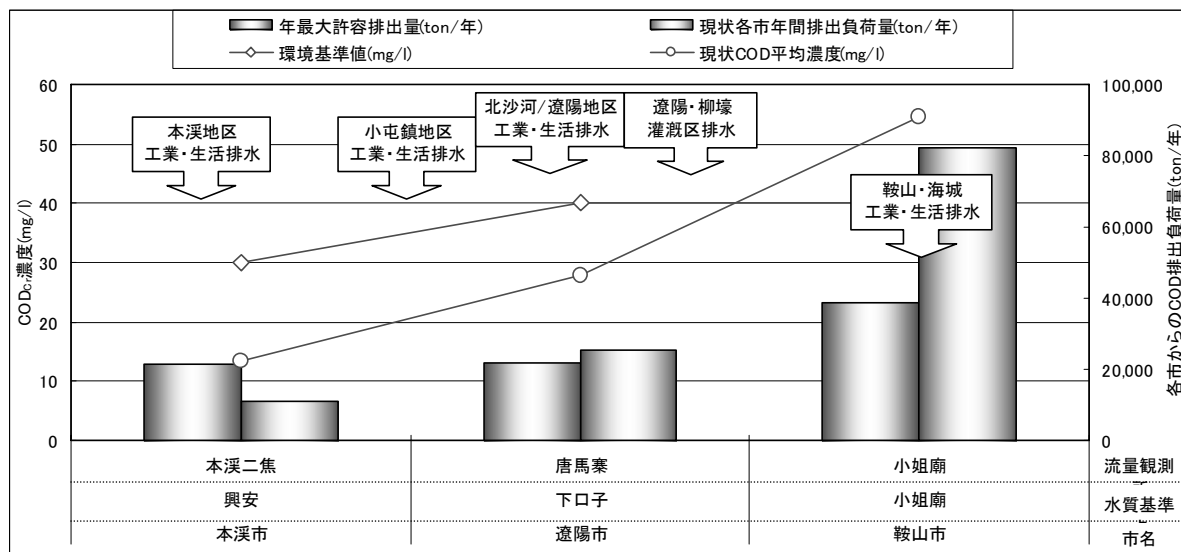 年最大許容排出量(ton/年) 現状各市年間排出負荷量(ton/年)
環境基準値(mg/l) 現状COD平均濃度(mg/l)
60
50
40
30
20
10
0
COD㏄濃度(mg/l)
100,000
80,000
60,000
40,000
20,000
0
各市からのCOD排出負荷量(ton/年)
本渓地区
工業・生活排水
小屯鎮地区
工業・生活排水
北沙河/遼陽地区
工業・生活排水
遼陽・柳壕
灌漑区排水
鞍山・海城
工業・生活排水
本渓二焦 唐馬寨 小姐廟 流量観測
興安 下口子 小姐廟 水質基準
本渓市 遼陽市 鞍山市 市名